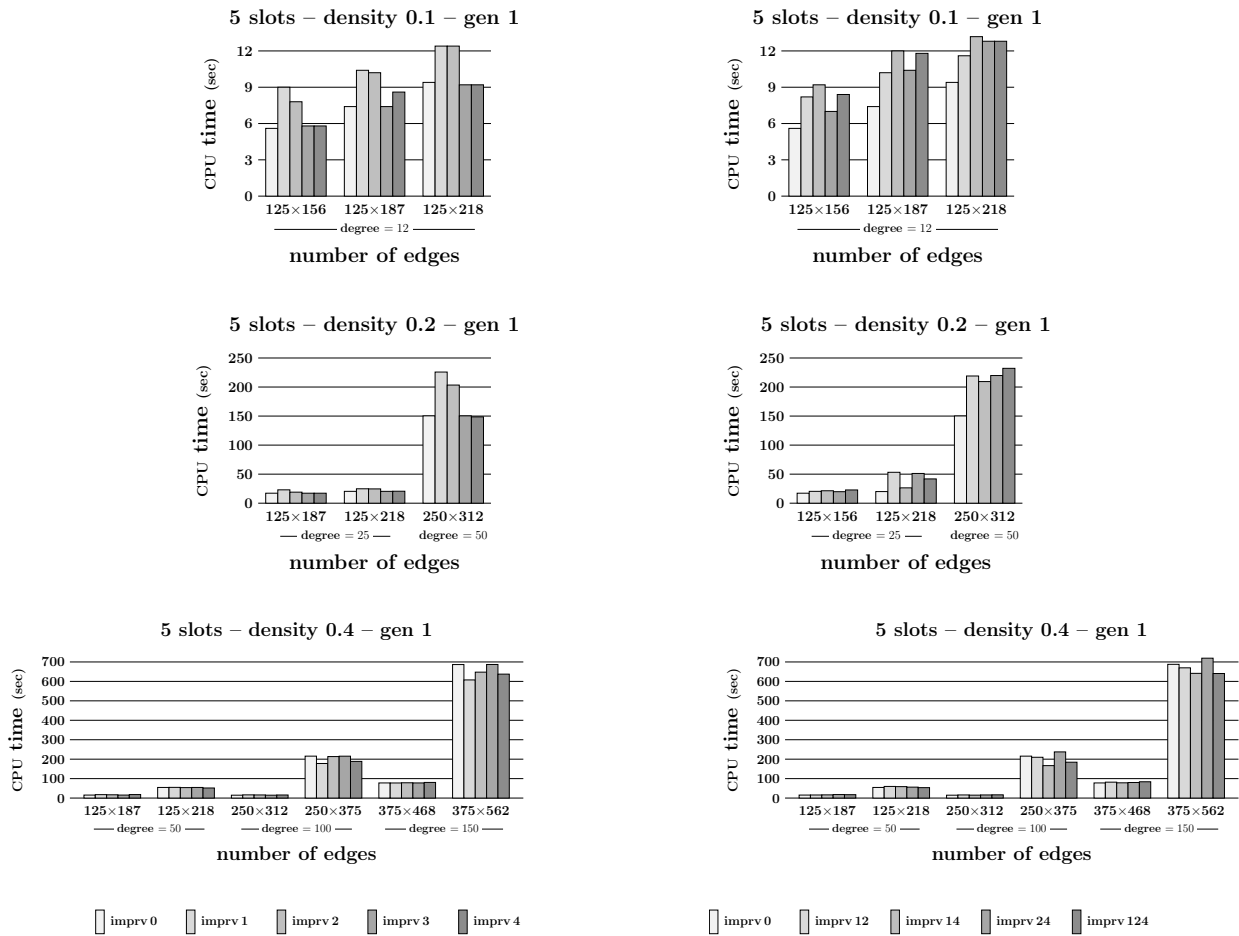 5 slots – density 0.1 – gen 1
CPU time (sec)
12
9
6
3
0
125×156 125×187 125×218
degree = 12
number of edges
5 slots – density 0.1 – gen 1
CPU time (sec)
12
9
6
3
0
125×156 125×187 125×218
degree = 12
number of edges
5 slots – density 0.2 – gen 1
CPU time (sec)
250
200
150
100
50
0
125×187 125×218 250×312
degree = 25 degree = 50
number of edges
5 slots – density 0.2 – gen 1
CPU time (sec)
250
200
150
100
50
0
125×156 125×218 250×312
degree = 25 degree = 50
number of edges
5 slots – density 0.4 – gen 1
CPU time (sec)
700
600
500
400
300
200
100
0
125×187 125×218 250×312 250×375 375×468 375×562
degree = 50 degree = 100 degree = 150
number of edges
5 slots – density 0.4 – gen 1
CPU time (sec)
700
600
500
400
300
200
100
0
125×187 125×218 250×312 250×375 375×468 375×562
degree = 50 degree = 100 degree = 150
number of edges
imprv 0 imprv 1 imprv 2 imprv 3 imprv 4
imprv 0 imprv 12 imprv 14 imprv 24 imprv 124